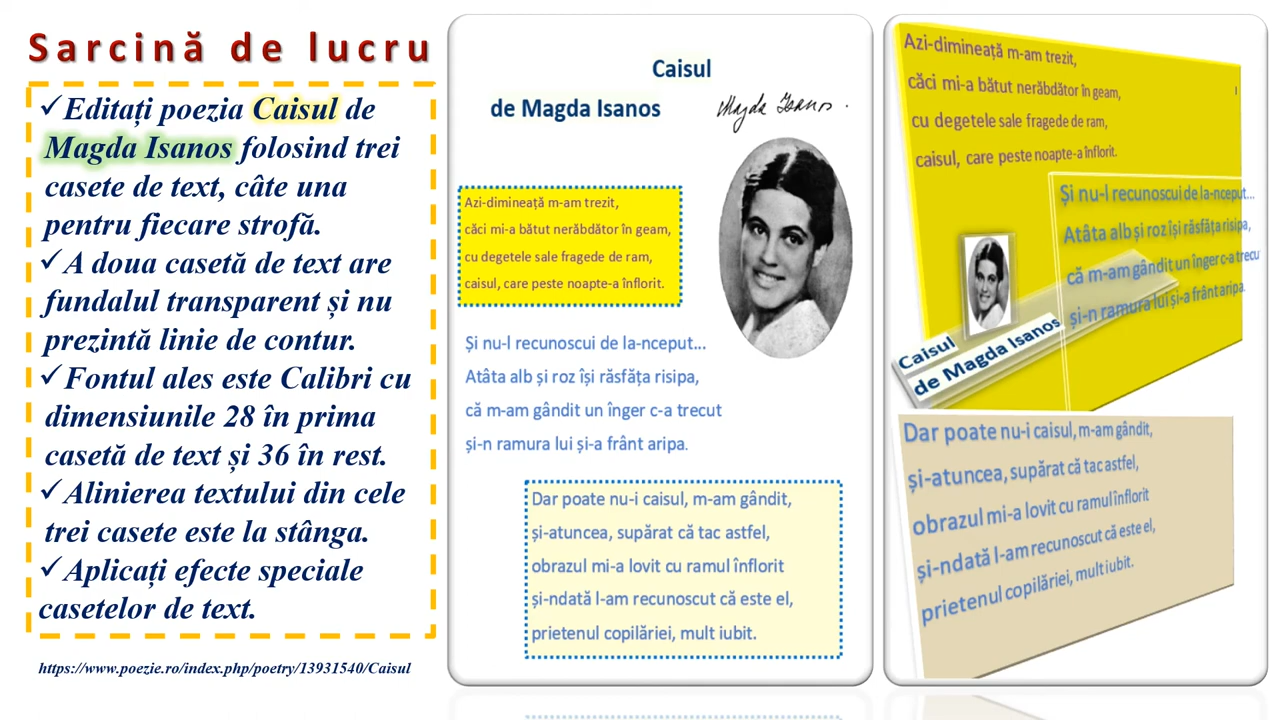 Sarcină de lucru
✓Editați poezia Caisul de
Magda Isanos folosind trei
casete de text, câte una
pentru fiecare strofă.
✓A doua casetă de text are
fundalul transparent și nu
prezintă linie de contur.
✓Fontul ales este Calibri cu
dimensiunile 28 în prima
casetă de text și 36 în rest.
✓Alinierea textului din cele
trei casete este la stânga.
✓Aplicați efecte speciale
casetelor de text.
https://www.poezie.ro/index.php/poetry/13931540/Caisul
Caisul
de Magda Isanos
Magda Isanos.
Azi-dimineață m-am trezit,
căci mi-a bătut nerăbdător în geam,
cu degetele sale fragede de ram,
caisul, care peste noapte-a înflorit.
Și nu-l recunoscui de la-nceput...
Atâta alb și roz își răsfăța risipa,
că m-am gândit un înger c-a trecut
și-n ramura lui și-a frânt aripa.
Dar poate nu-i caisul, m-am gândit,
și-atuncea, supărat că tac astfel,
obrazul mi-a lovit cu ramul înflorit
și-ndată l-am recunoscut că este el,
prietenul copilăriei, mult iubit.
Azi-dimineață m-am trezit,
căci mi-a bătut nerăbdător în geam,
cu degetele sale fragede de ram,
caisul, care peste noapte-a înflorit.
Și nu-l recunoscui de la-nceput...
Atâta alb și roz își răsfăța risipa,
că m-am gândit un înger c-a trecu
și-n ramura lui și-a frânt aripa.
Caisul
de Magda Isanos
Dar poate nu-i caisul, m-am gândit,
și-atuncea, supărat că tac astfel,
obrazul mi-a lovit cu ramul înflorit
și-ndată l-am recunoscut că este el,
prietenul copilăriei, mult iubit.